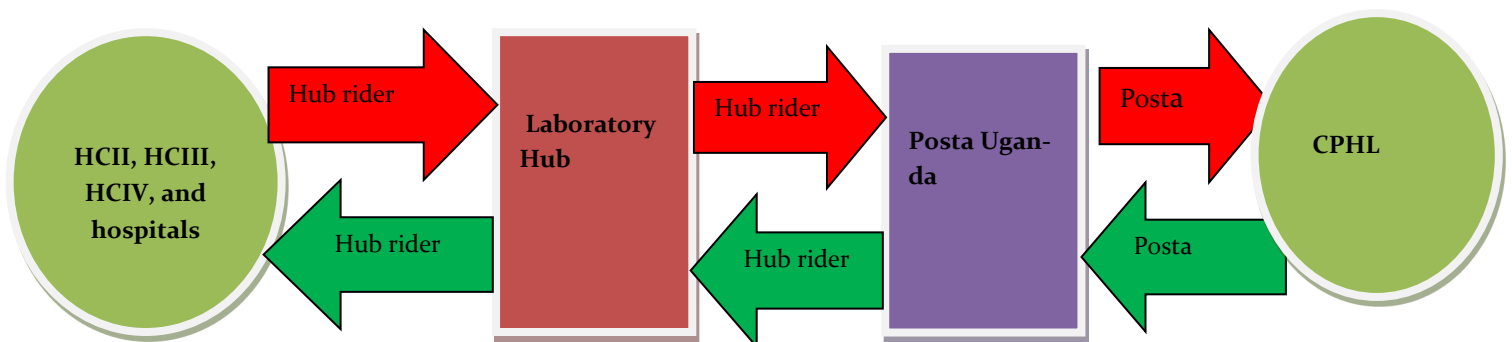 HCII, HCIII,
HCIV, and
hospitals
Hub rider
Hub rider
Laboratory
Hub
Hub rider
Hub rider
Posta Ugan-
da
Posta
Posta
CPHL